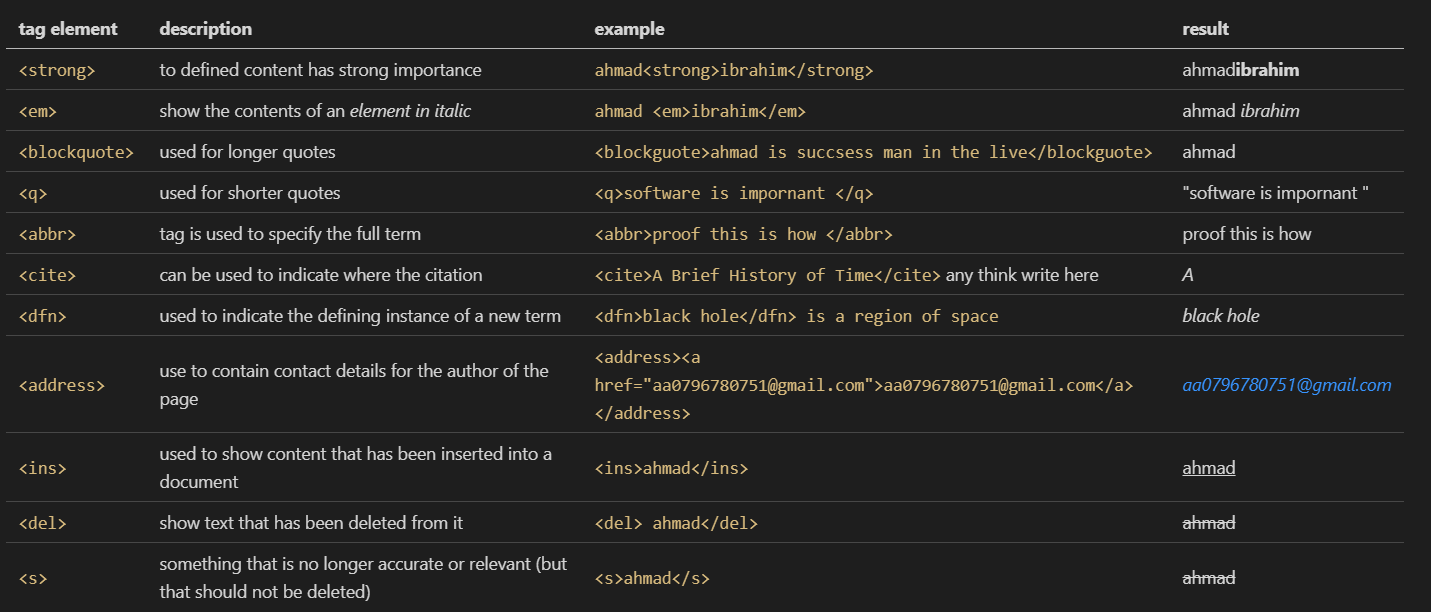 tag element description example result
<strong> to defined content has strong importance ahmad<strong>ibrahim</strong> ahmadibrahim
<em> show the contents of an element in italic ahmad <em>ibrahim</em> ahmad ibrahim
<blockquote> used for longer quotes <blockguote>ahmad is succsess man in the live</blockguote> ahmad
<q> used for shorter quotes <q>software is impornant </q> "software is impornant "
<abbr> tag is used to specify the full term <abbr>proof this is how </abbr> proof this is how
<cite> can be used to indicate where the citation <cite>A Brief History of Time</cite> any think write here A
<dfn> used to indicate the defining instance of a new term <dfn>black hole</dfn> is a region of space black hole
<address> use to contain contact details for the author of the
page
<address><a
href="aa0796780751@gmail.com">aa0796780751@gmail.com</a>
</address>
aa0796780751@gmail.com
<ins> used to show content that has been inserted into a
document
<ins>ahmad</ins> ahmad
<del> show text that has been deleted from it <del> ahmad</del> ahmad
<s> something that is no longer accurate or relevant (but
that should not be deleted)
<s>ahmad</s> ahmad